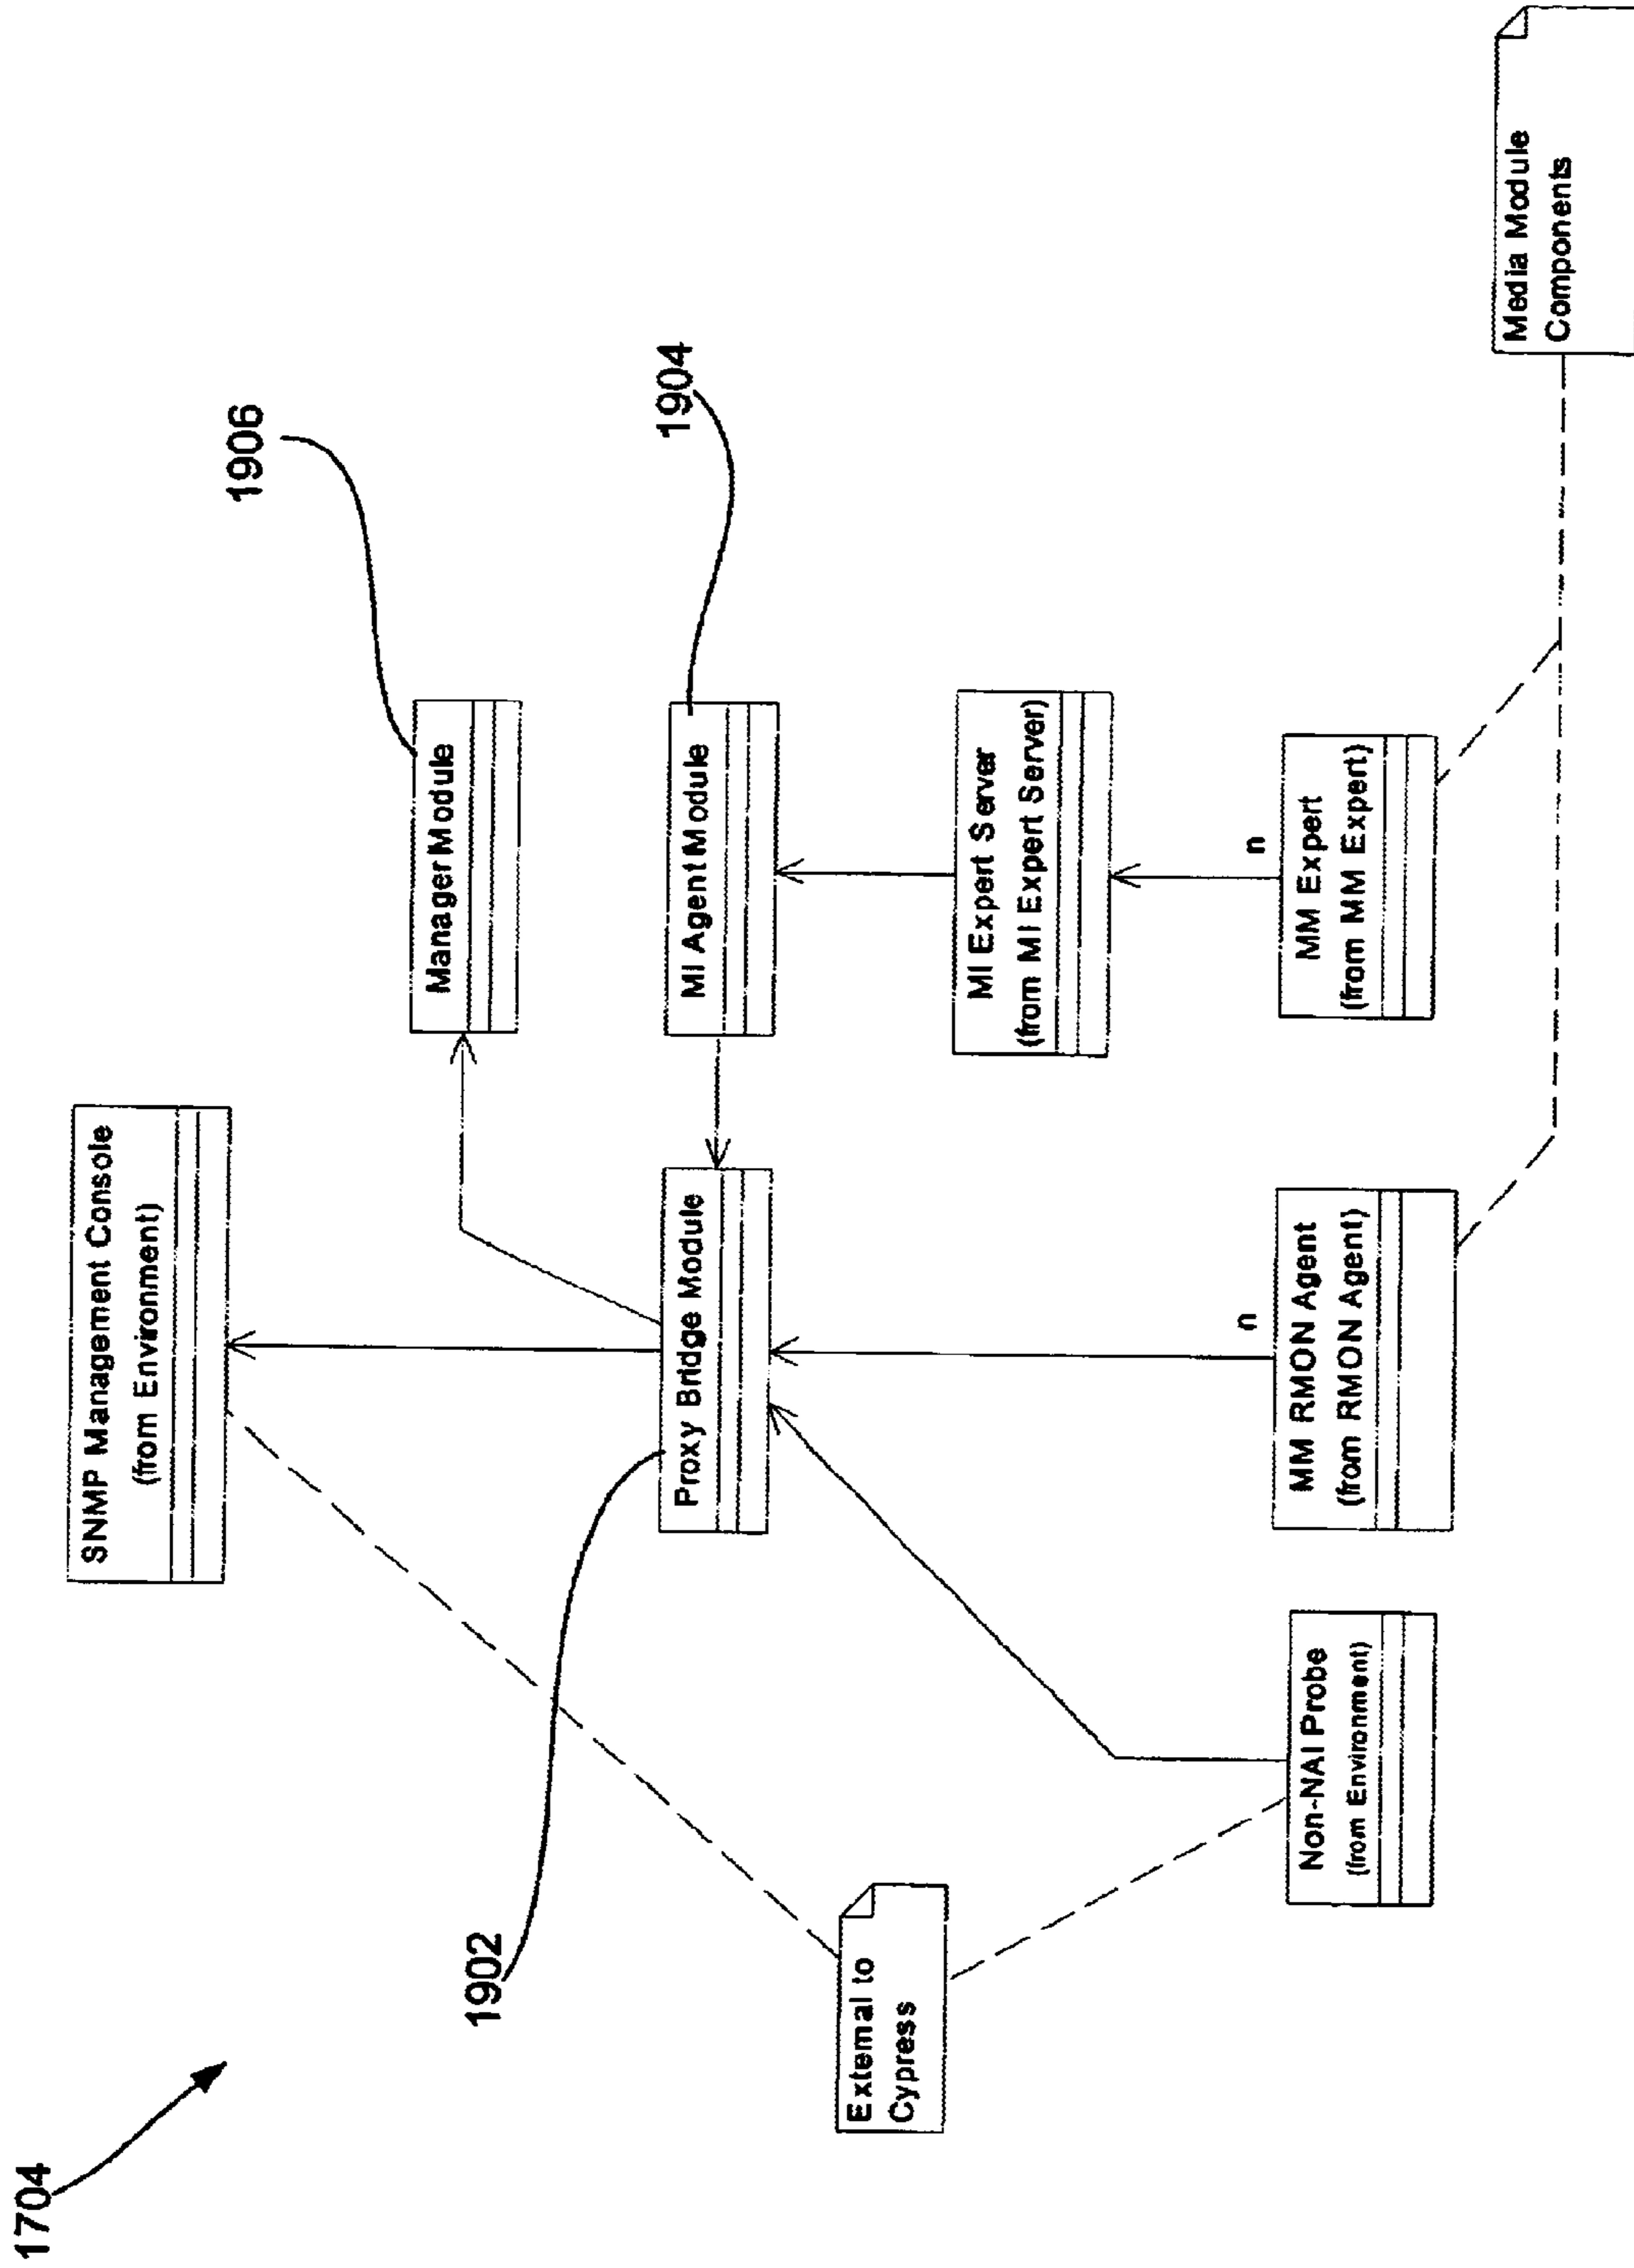 1704
SNMP Management Console
(from Environment)
1906
Manager Module
1902
Proxy Bridge Module
MI Agent Module
1904
External to
Cypress
MI Expert Server
(from MI Expert Server)
Non-NAI Probe
(from Environment)
n
MM RMON Agent
(from RMON Agent)
n
MM Expert
(from MM Expert)
Media Module
Components